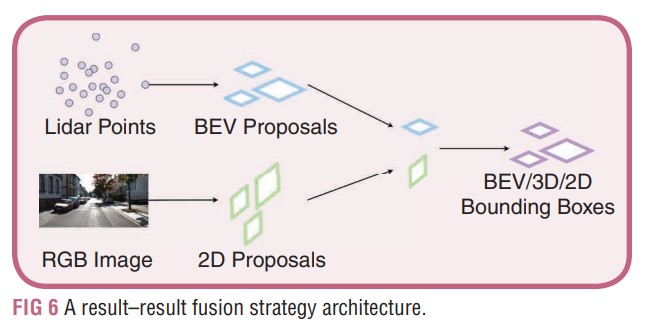 Lidar Points
BEV Proposals
BEV/3D/2D
Bounding Boxes
RGB Image
2D Proposals
FIG 6 A result–result fusion strategy architecture.